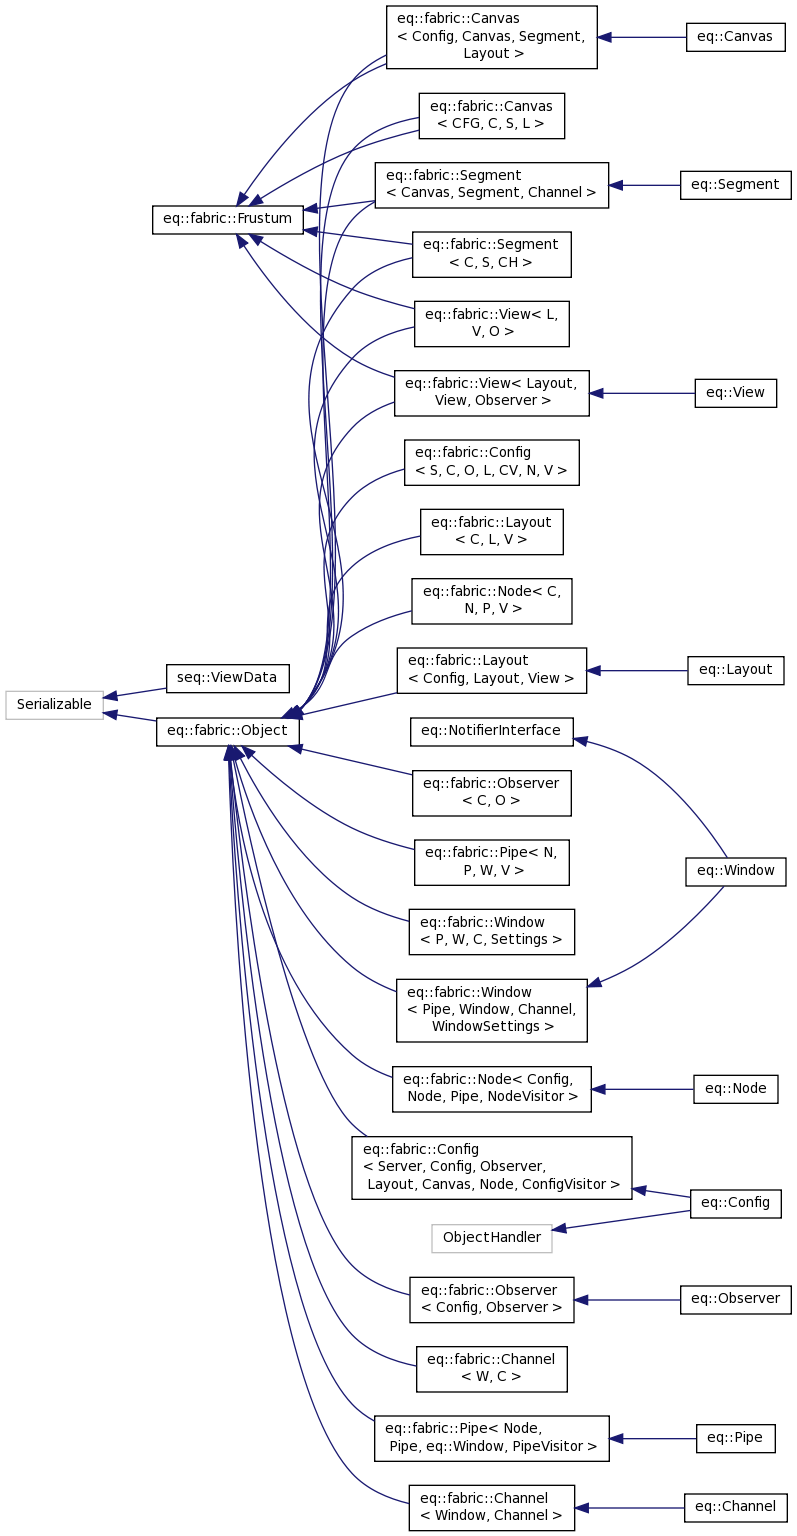 eq::fabric::Canvas
< Config, Canvas, Segment,
Layout >
eq::Canvas
eq::fabric::Canvas
< CFG, C, S, L >
eq::fabric::Segment
< Canvas, Segment, Channel >
eq::Segment
eq::fabric::Frustum
eq::fabric::Segment
< C, S, CH >
eq::fabric::View< L,
V, O >
eq::fabric::View< Layout,
View, Observer >
eq::View
eq::fabric::Config
< S, C, O, L, CV, N, V >
eq::fabric::Layout
< C, L, V >
eq::fabric::Node< C,
N, P, V >
eq::fabric::Layout
< Config, Layout, View >
eq::Layout
seq::ViewData
Serializable
eq::fabric::Object
eq::NotifierInterface
eq::fabric::Observer
< C, O >
eq::fabric::Pipe< N,
P, W, V >
eq::Window
eq::fabric::Window
< P, W, C, Settings >
eq::fabric::Window
< Pipe, Window, Channel,
WindowSettings >
eq::fabric::Node< Config,
Node, Pipe, NodeVisitor >
eq::Node
eq::fabric::Config
< Server, Config, Observer,
Layout, Canvas, Node, ConfigVisitor >
eq::Config
ObjectHandler
eq::fabric::Observer
< Config, Observer >
eq::Observer
eq::fabric::Channel
< W, C >
eq::fabric::Pipe< Node,
Pipe, eq::Window, PipeVisitor >
eq::Pipe
eq::fabric::Channel
< Window, Channel >
eq::Channel